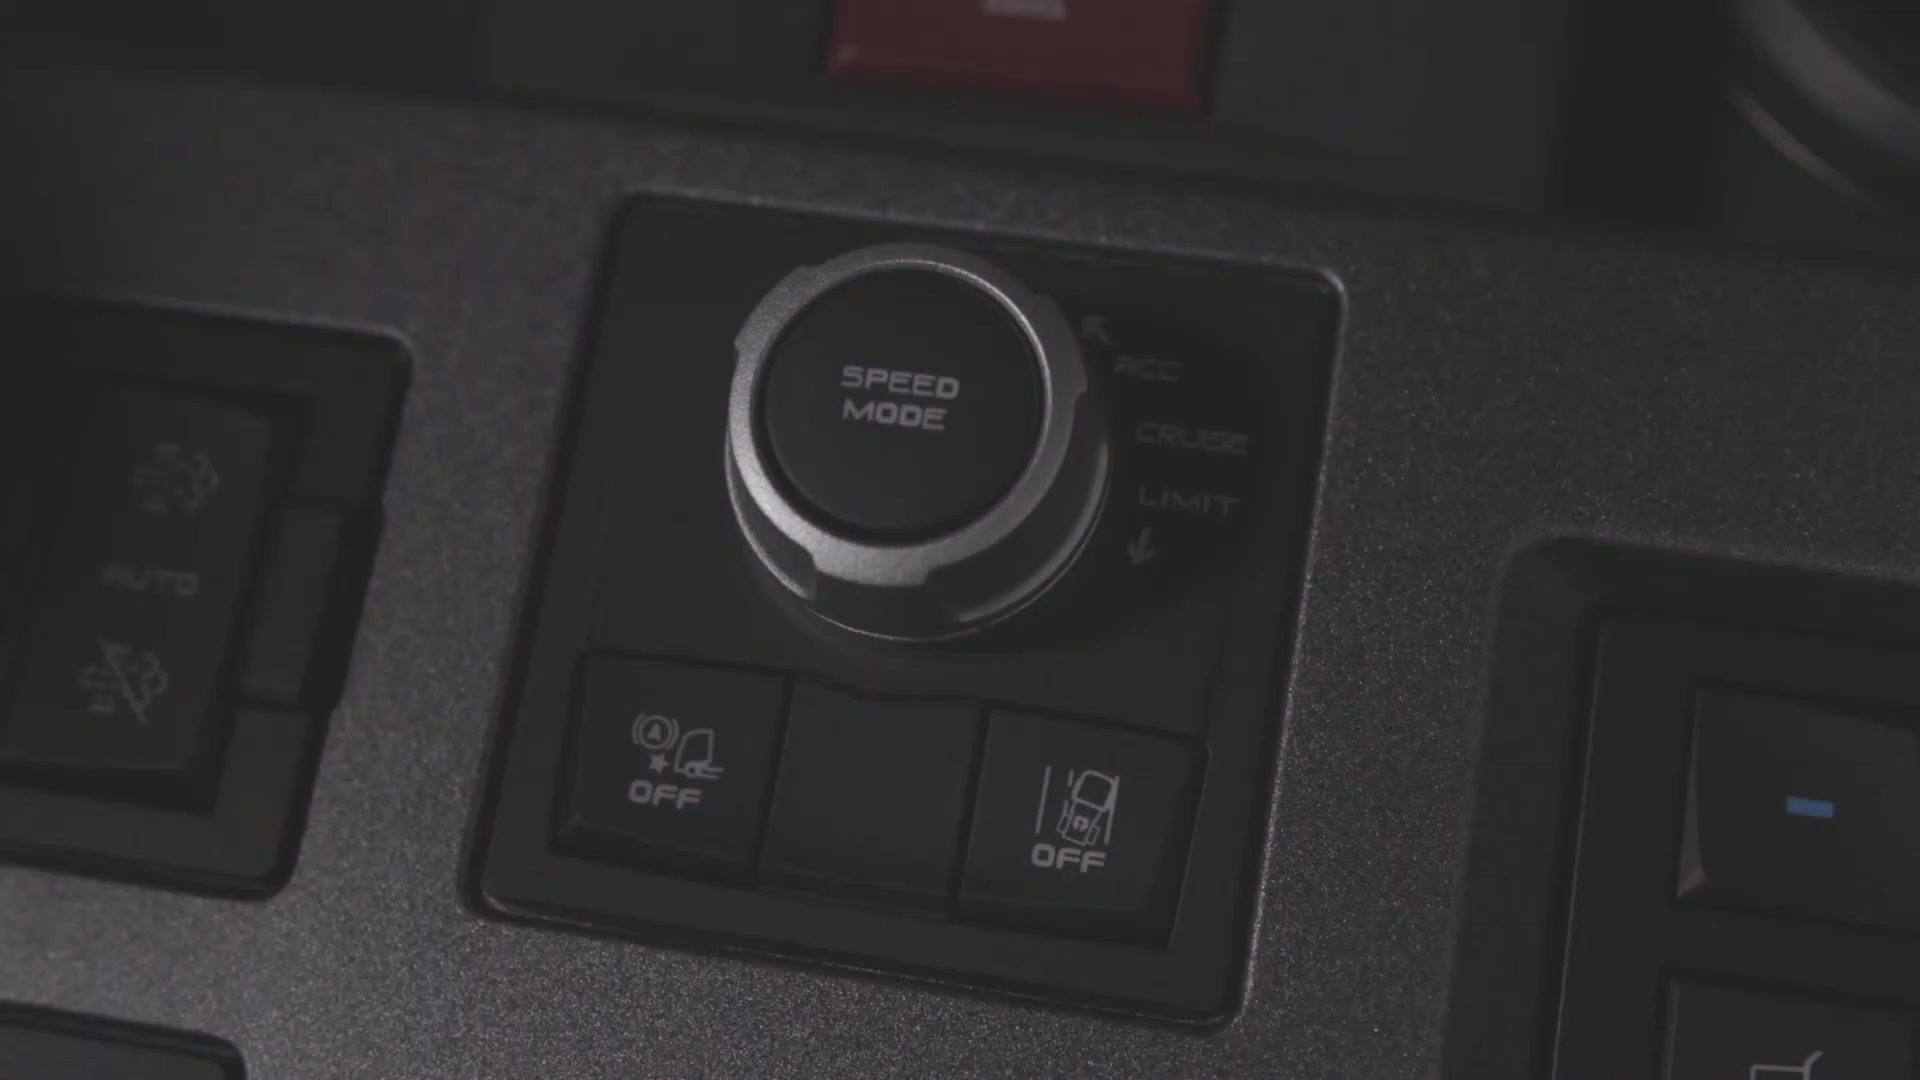 SPEED
MODE
ACC
CRUISE
LIMIT
AUTO
OFF
OFF